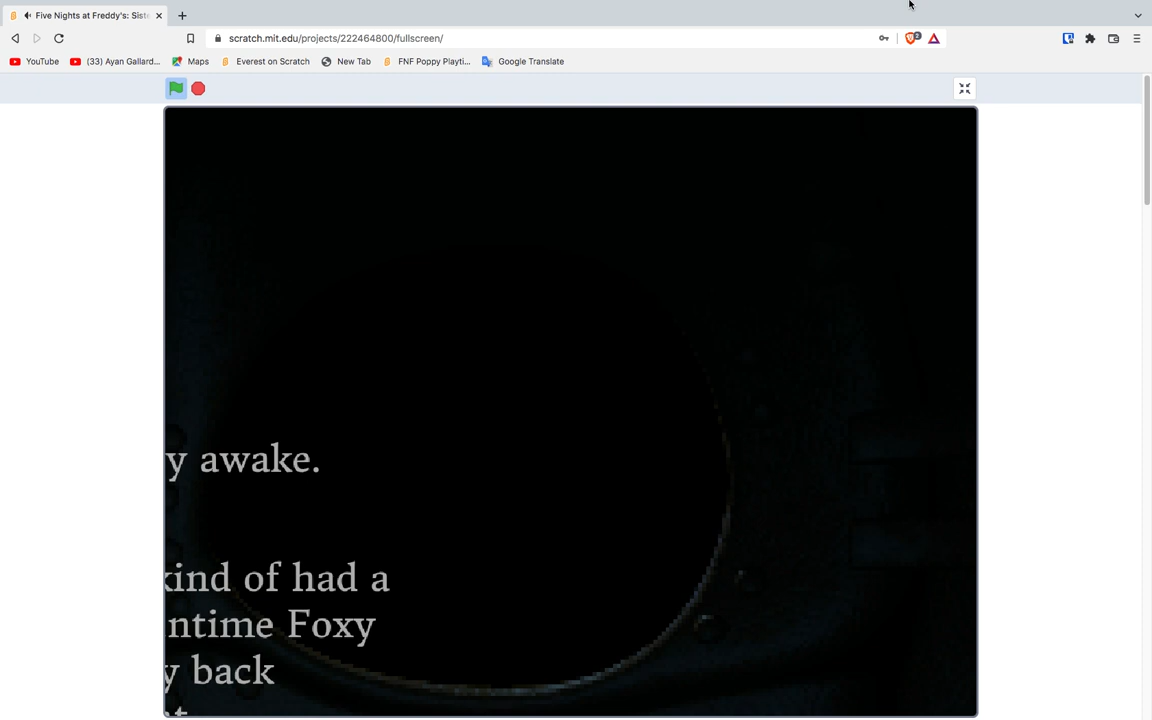 Five Nights at Freddy's: Sist
scratch.mit.edu/projects/222464800/fullscreen/
2
YouTube
(33) Ayan Gallard...
Maps
Everest on Scratch
New Tab
FNF Poppy Playti...
Google Translate
y awake.
kind of had a
ntime Foxy
y back